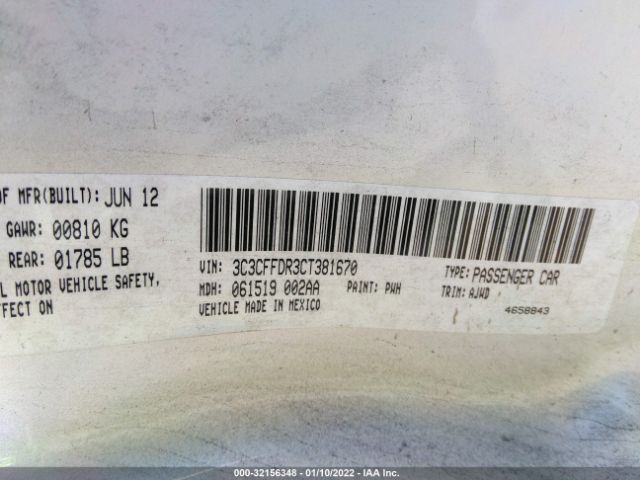 OF MFR(BUILT): JUN 12
GAWR: 00810 KG
REAR: 01785 LB
L MOTOR VEHICLE SAFETY,
FFECT ON
VIN: 3C3CFFDR3CT381670
TYPE: PASSENGER CAR
MDH: 061519 002AA
PAINT: PWH
TRIM: AJWD
VEHICLE MADE IN MEXICO
4658843
000-32156348 - 01/10/2022 - IAA Inc.